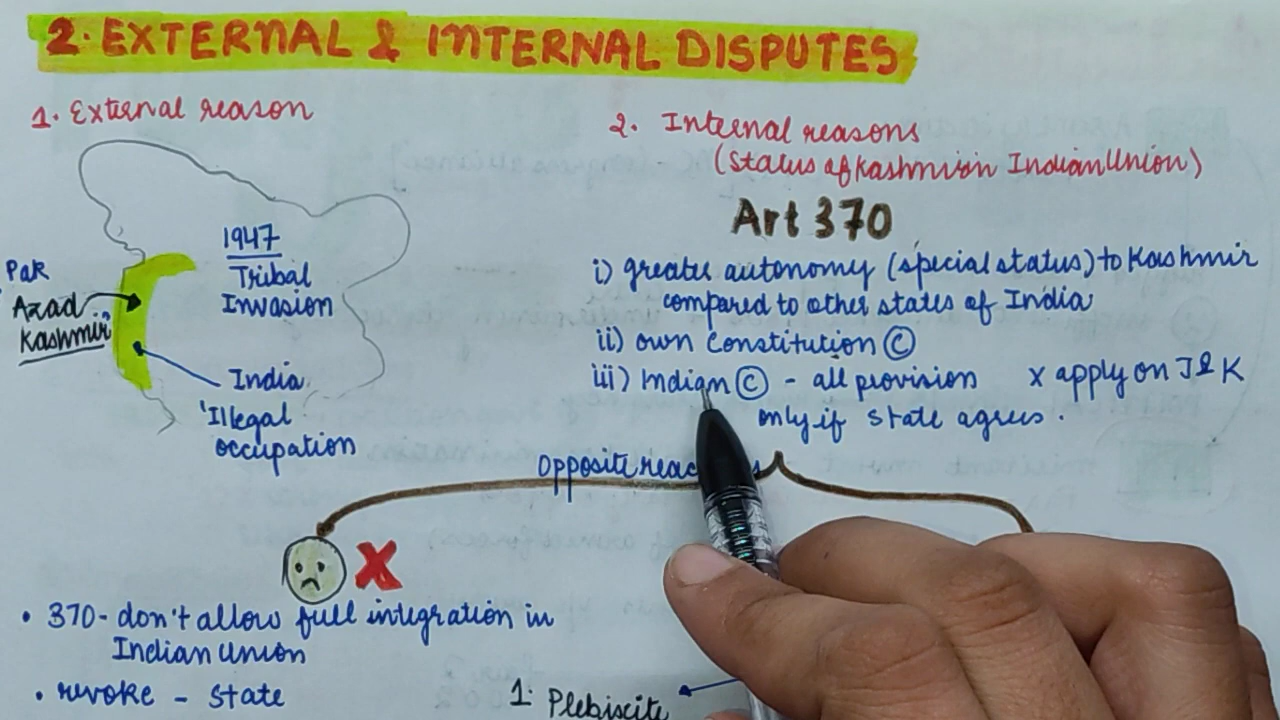 2. EXTERNAL & INTERNAL DISPUTES
1. External reason
Pak
Azad
Kashmir
1947
Tribal
Invasion
India
'Illegal
occupation
2. Internal reasons
(Status of Kashmir in Indian Union)
Art 370
i) greater autonomy (special status) to Kashmir
compared to other states of India
ii) own Constitution ©
iii) Indian © - all provision x apply on J&K
only if state agrees.
Opposite
X
• 370 - don't allow full integration in
Indian Union
• revoke - State
1. Plebiscite